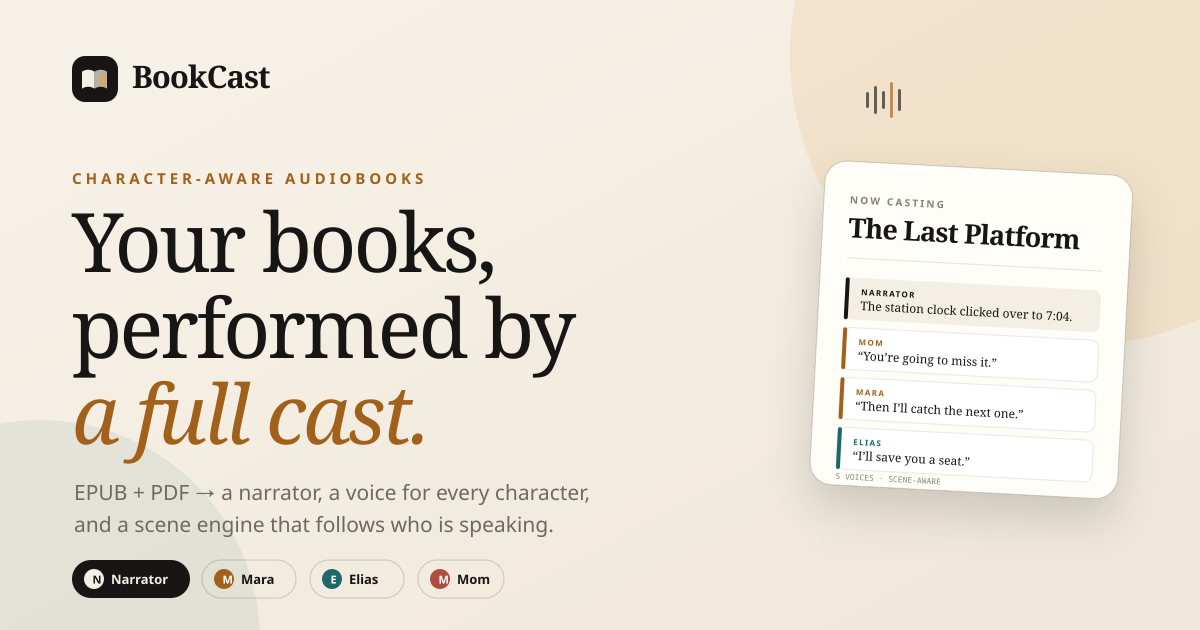 BookCast
CHARACTER-AWARE AUDIOBOOKS
Your books,
performed by
a full cast.
EPUB + PDF → a narrator, a voice for every character,
and a scene engine that follows who is speaking.
N Narrator
M Mara
E Elias
M Mom
NOW CASTING
The Last Platform
NARRATOR
The station clock clicked over to 7:04.
MOM
“You’re going to miss it.”
MARA
“Then I’ll catch the next one.”
ELIAS
“I’ll save you a seat.”
5 VOICES · SCENE-AWARE